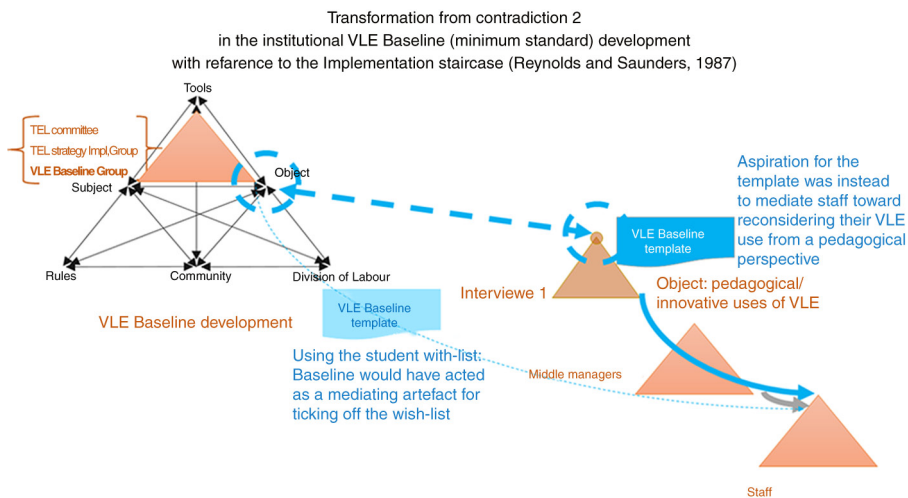 Transformation from contradiction 2
in the institutional VLE Baseline (minimum standard) development
with refarence to the Implementation staircase (Reynolds and Saunders, 1987)
Tools
TEL committee
TEL strategy Impl,Group
VLE Baseline Group
Subject
Object
Rules
Community
Division of Labour
VLE Baseline development
VLE Baseline
template
Using the student with-list:
Baseline would have acted
as a mediating artefact for
ticking off the wish-list
Aspiration for the
template was instead
to mediate staff toward
reconsidering their VLE
use from a pedagogical
perspective
VLE Baseline
template
Interviewe 1
Object: pedagogical/
innovative uses of VLE
Middle managers
Staff